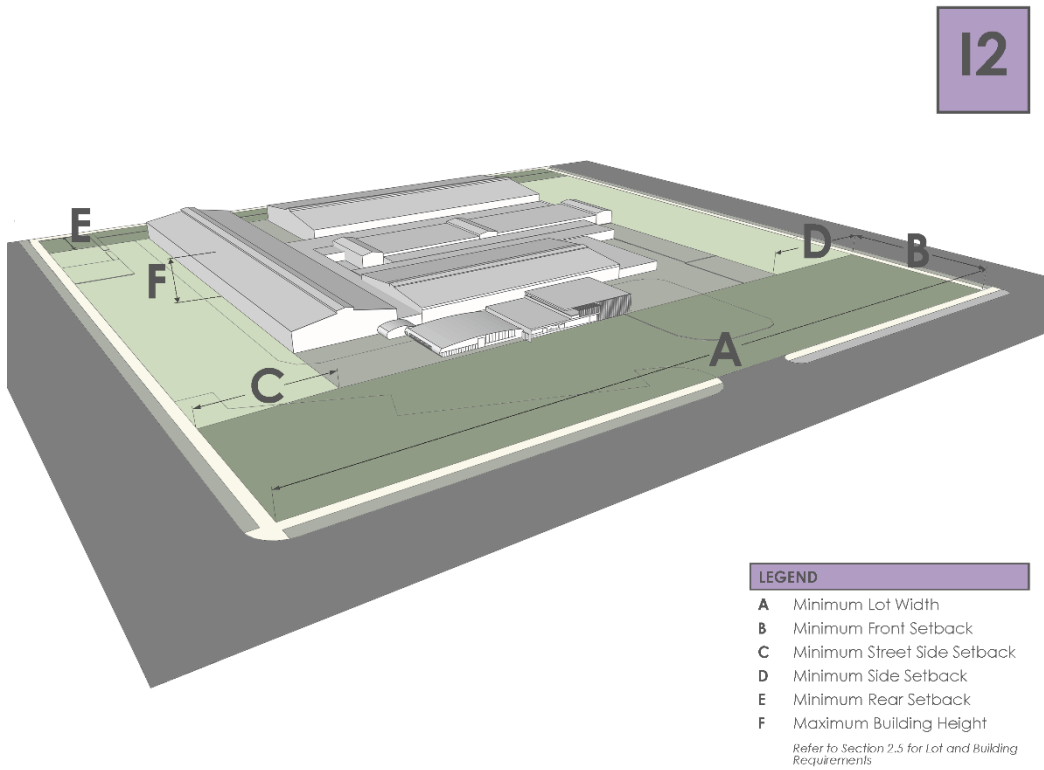 I2
E
D
B
F
A
C
LEGEND
A Minimum Lot Width
B Minimum Front Setback
C Minimum Street Side Setback
D Minimum Side Setback
E Minimum Rear Setback
F Maximum Building Height
Refer to Section 2.5 for Lot and Building
Requirements